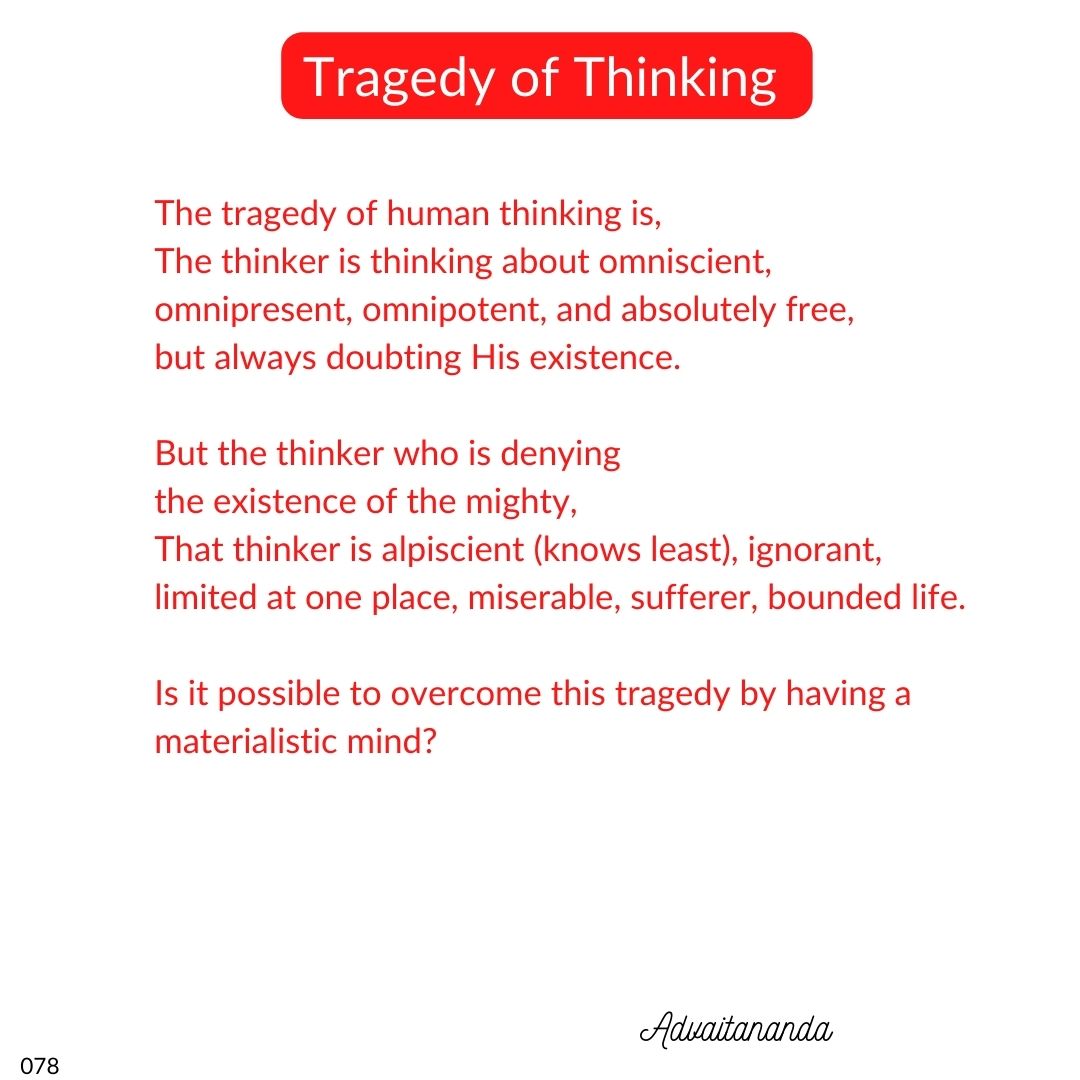 Tragedy of Thinking
The tragedy of human thinking is,
The thinker is thinking about omniscient,
omnipresent, omnipotent, and absolutely free,
but always doubting His existence.
But the thinker who is denying
the existence of the mighty,
That thinker is alpiscient (knows least), ignorant,
limited at one place, miserable, sufferer, bounded life.
Is it possible to overcome this tragedy by having a
materialistic mind?
Advaitananda
078